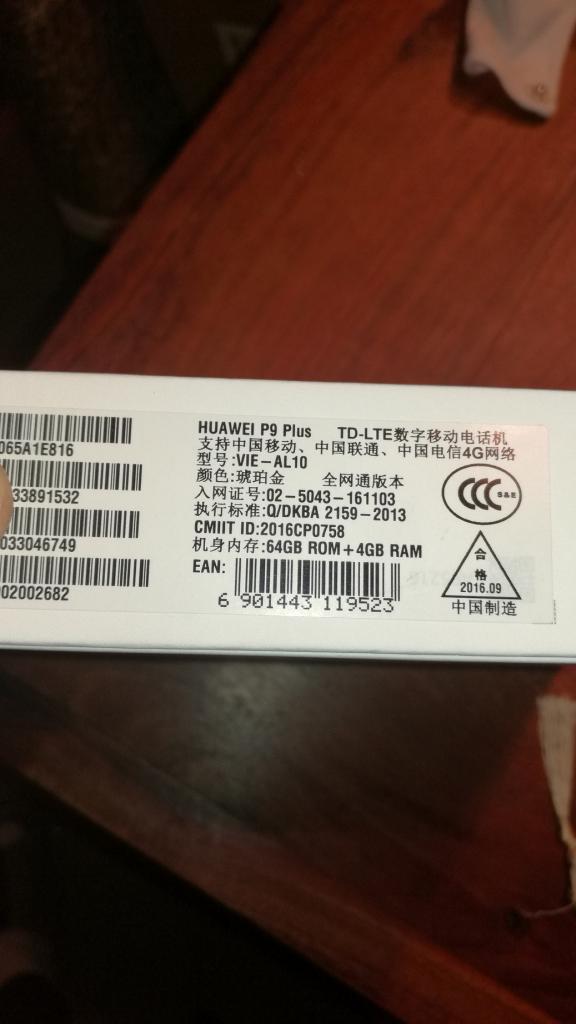 065A1E816
33891532
033046749
02002682
HUAWEI P9 Plus TD-LTE数字移动电话机
支持中国移动、中国联通、中国电信4G网络
型号:VIE-AL10
颜色:琥珀金 全网通版本
入网证号:02-5043-161103
执行标准:Q/DKBA 2159-2013
CMIIT ID:2016CP0758
机身内存:64GB ROM+4GB RAM
EAN:
6 901443 119523
CCC S&E
合
格
2016.09
中国制造